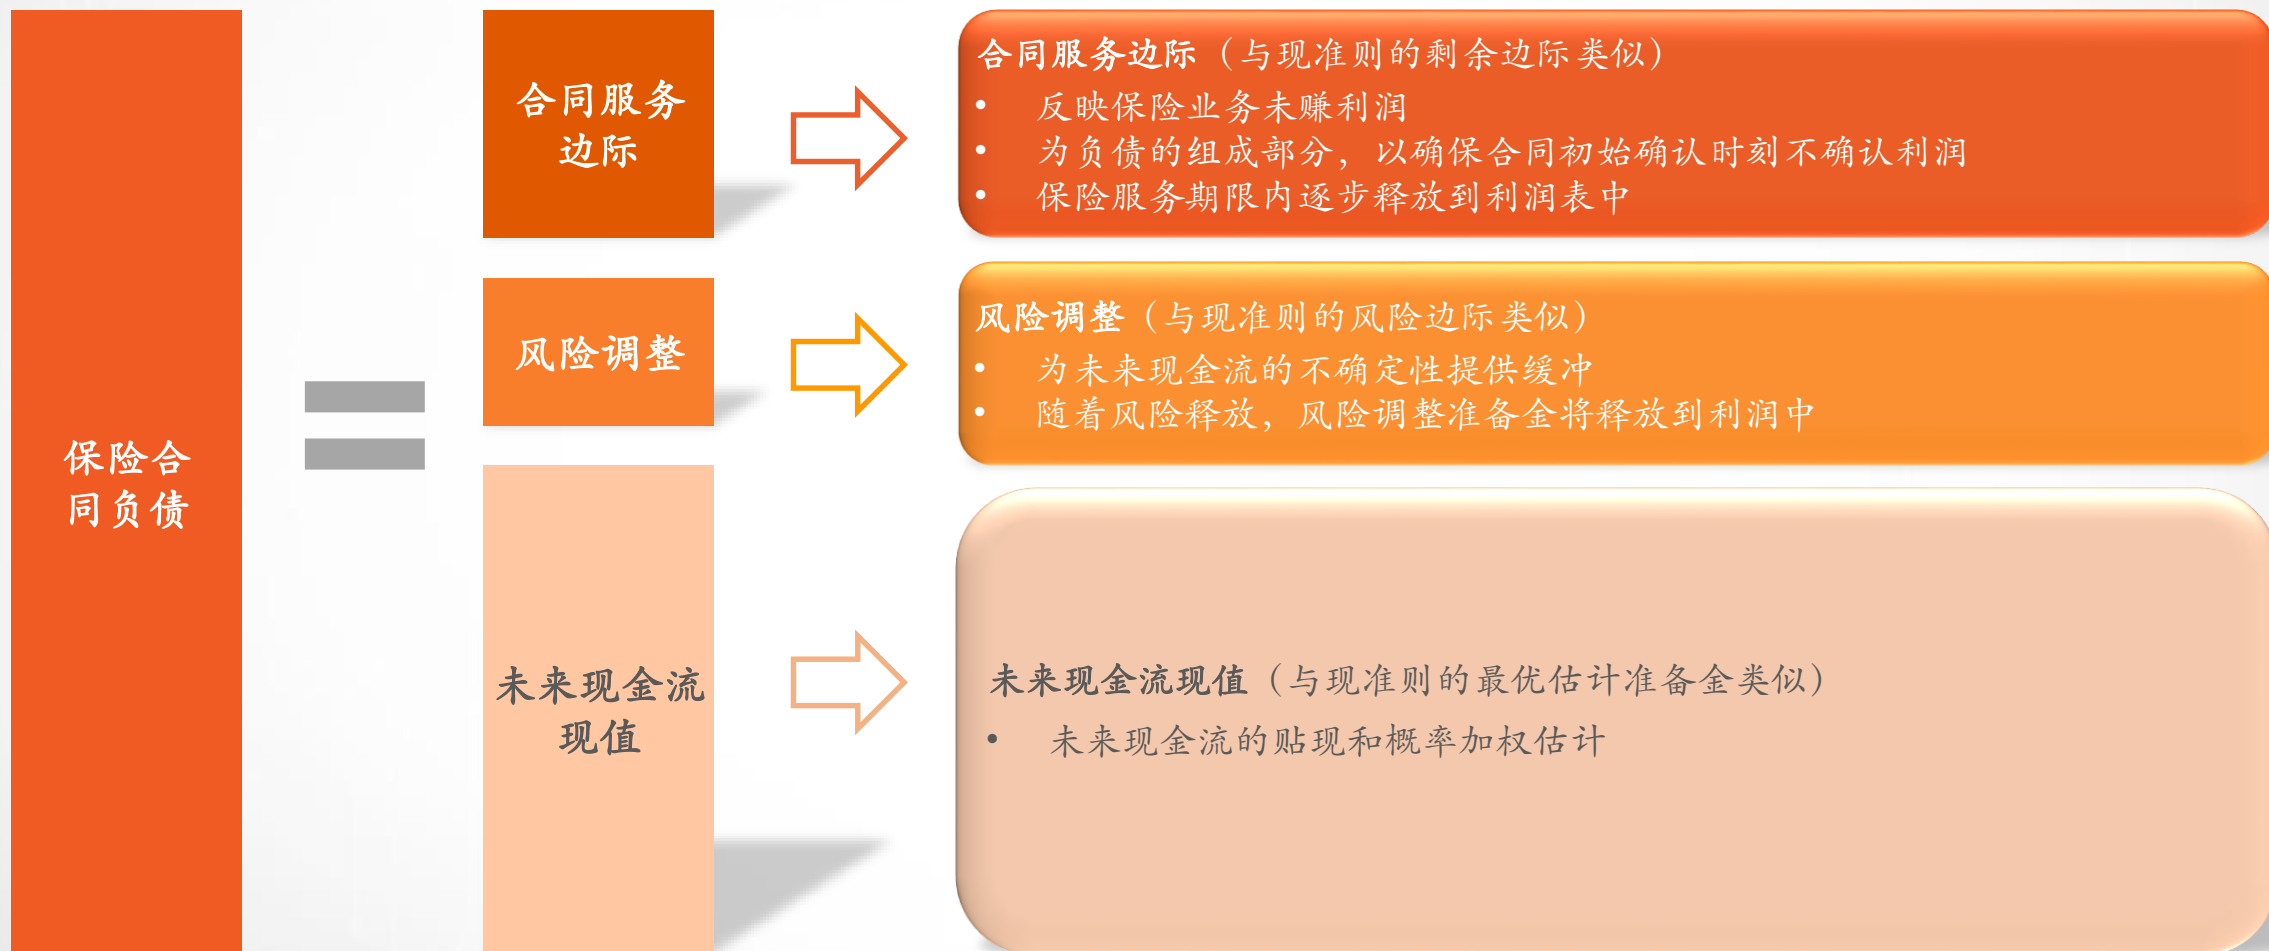 保险合
同负债
合同服务
边际
合同服务边际（与现准则的剩余边际类似）
• 反映保险业务未赚利润
• 为负债的组成部分，以确保合同初始确认时刻不确认利润
• 保险服务期限内逐步释放到利润表中
风险调整
风险调整（与现准则的风险边际类似）
• 为未来现金流的不确定性提供缓冲
• 随着风险释放，风险调整准备金将释放到利润中
未来现金流
现值
未来现金流现值（与现准则的最优估计准备金类似）
• 未来现金流的贴现和概率加权估计